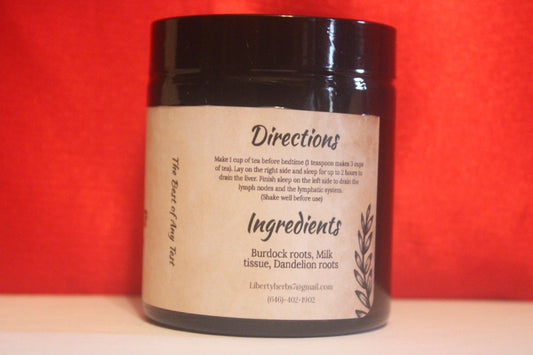 Directions
Make 1 cup of tea before bedtime (1 teaspoon makes 3 cups
of tea). Lay on the right side and sleep for up to 2 hours to
drain the liver. Finish sleep on the left side to drain the
lymph nodes and the lymphatic system.
(Shake well before use)
Ingredients
Burdock roots, Milk
tissue, Dandelion roots
Libertyherbs7@gmail.com
(646)-402-1902
The Best of Any Test